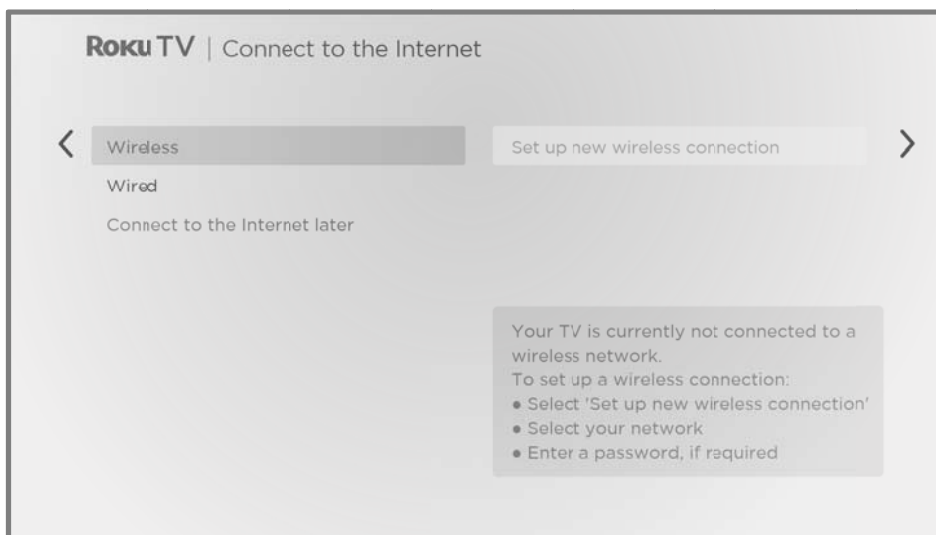 Roku TV | Connect to the Internet
Wireless
Set up new wireless connection
Wired
Connect to the Internet later
Your TV is currently not connected to a
wireless network.
To set up a wireless connection:
● Select 'Set up new wireless connection'
● Select your network
● Enter a password, if required